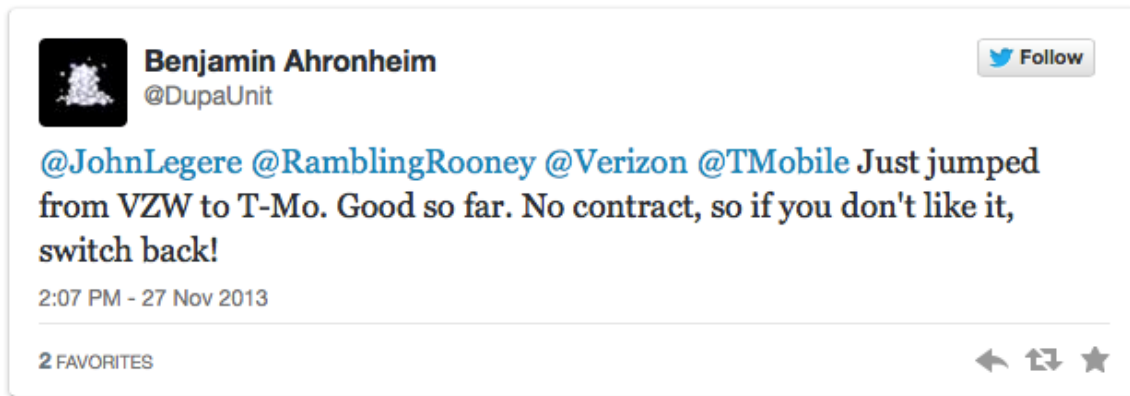 Benjamin Ahronheim
@DupaUnit
Follow
@JohnLegere @RamblingRooney @Verizon @TMobile Just jumped
from VZW to T-Mo. Good so far. No contract, so if you don't like it,
switch back!
2:07 PM - 27 Nov 2013
2 FAVORITES